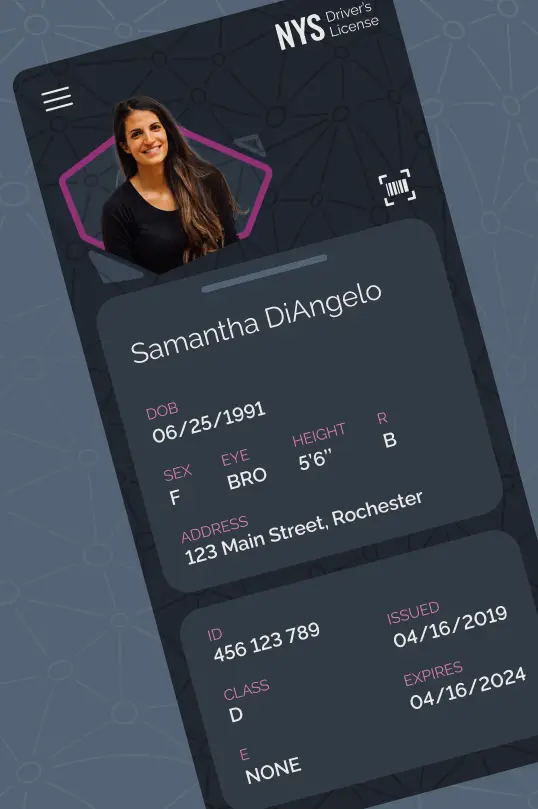 NYS Driver's
License
Samantha DiAngelo
DOB
06/25/1991
SEX EYE HEIGHT R
F BRO 5'6” B
ADDRESS
123 Main Street, Rochester
ID ISSUED
456 123 789 04/16/2019
CLASS EXPIRES
D 04/16/2024
E
NONE